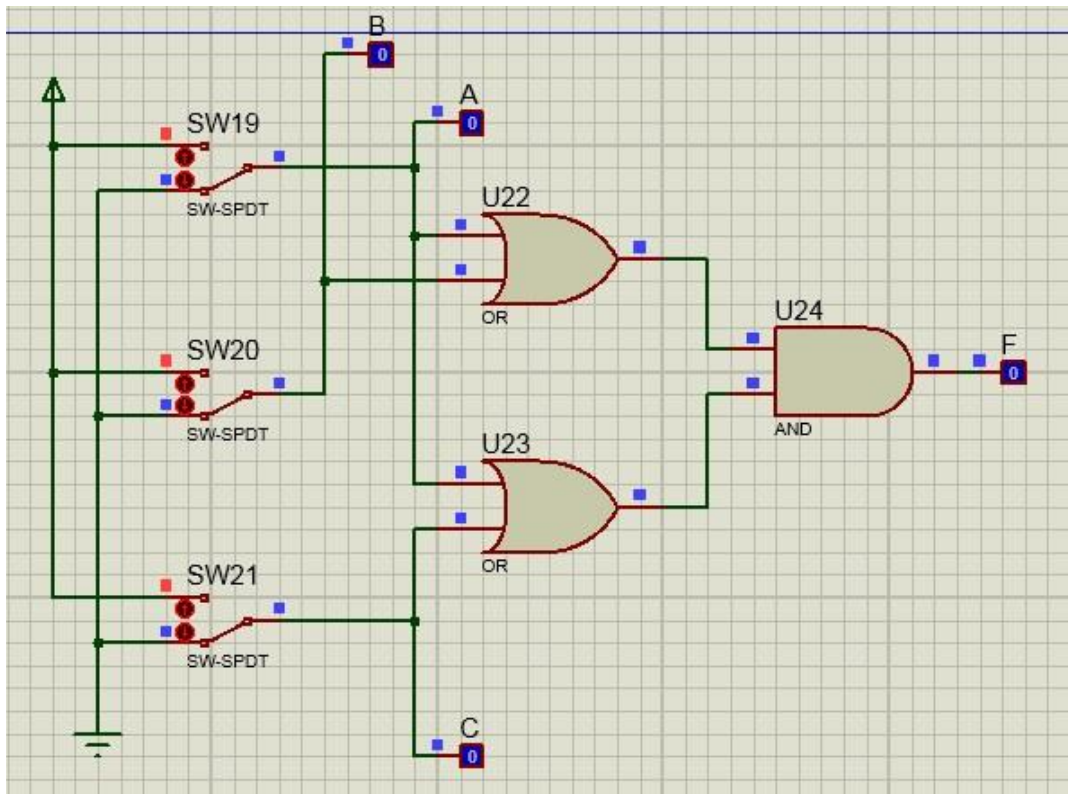 B
0
A
0
SW19
SW-SPDT
U22
OR
U24
AND
F
0
SW20
SW-SPDT
U23
OR
SW21
SW-SPDT
C
0